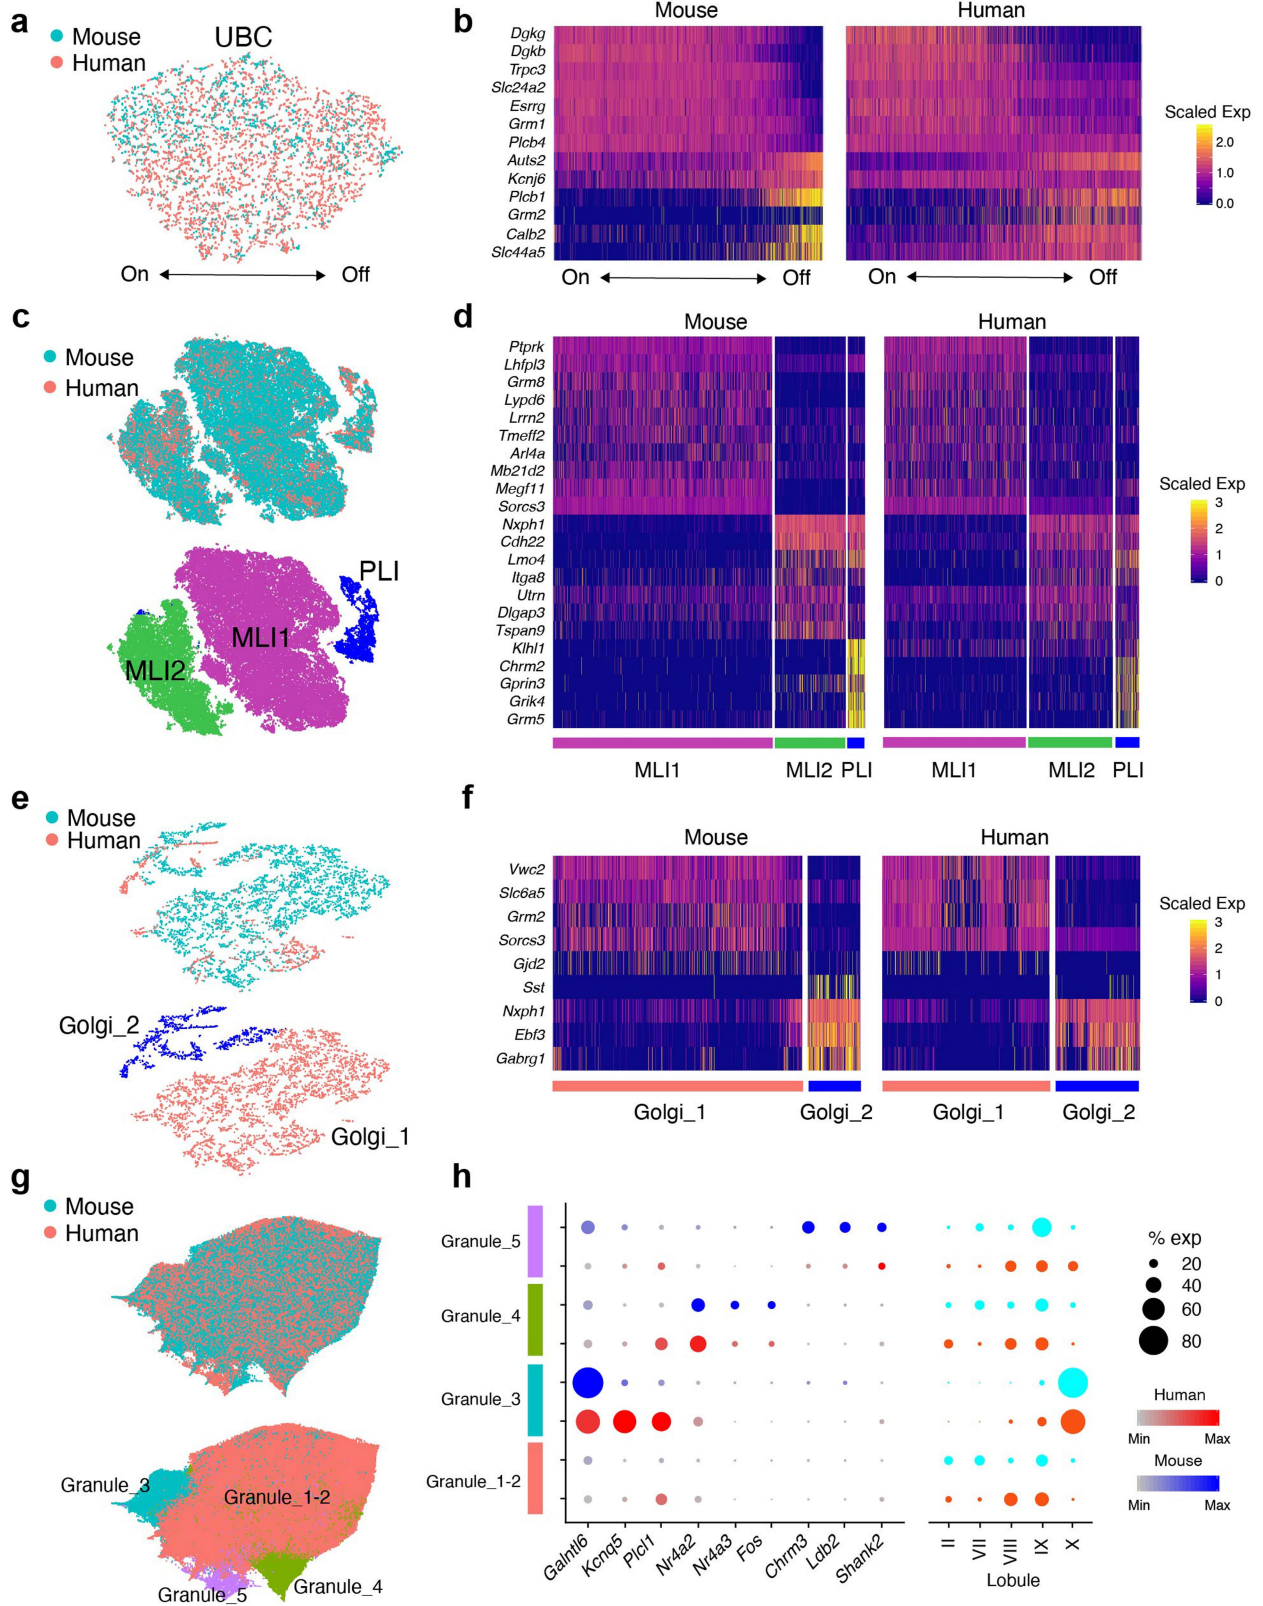 a
Mouse
Human
UBC
On
Off
b
Mouse
Human
Dgkg
Dgkb
Trpc3
Slc24a2
Esrrg
Grm1
Plcb4
Auts2
Kcnj6
Plcb1
Grm2
Calb2
Slc44a5
On
Off
On
Off
Scaled Exp
2.0
1.0
0.0
c
Mouse
Human
PLI
MLI1
MLI2
d
Mouse
Human
Ptprk
Lhfpl3
Grm8
Lypd6
Lrrn2
Tmeff2
Arl4a
Mb21d2
Megf11
Sorcs3
Nxph1
Cdh22
Lmo4
Itga8
Utrn
Dlgap3
Tspan9
Klhl1
Chrm2
Gprin3
Grik4
Grm5
MLI1
MLI2
PLI
MLI1
MLI2
PLI
Scaled Exp
3
2
1
0
e
Mouse
Human
Golgi_2
Golgi_1
f
Mouse
Human
Vwc2
Slc6a5
Grm2
Sorcs3
Gjd2
Sst
Nxph1
Ebf3
Gabrg1
Golgi_1
Golgi_2
Golgi_1
Golgi_2
Scaled Exp
3
2
1
0
g
Mouse
Human
Granule_3
Granule_1-2
Granule_5
Granule_4
h
Granule_5
Granule_4
Granule_3
Granule_1-2
Galntl6
Kcnq5
Plcl1
Nr4a2
Nr4a3
Fos
Chrm3
Ldb2
Shank2
II
VII
VIII
IX
X
Lobule
% exp
20
40
60
80
Human
Min
Max
Mouse
Min
Max